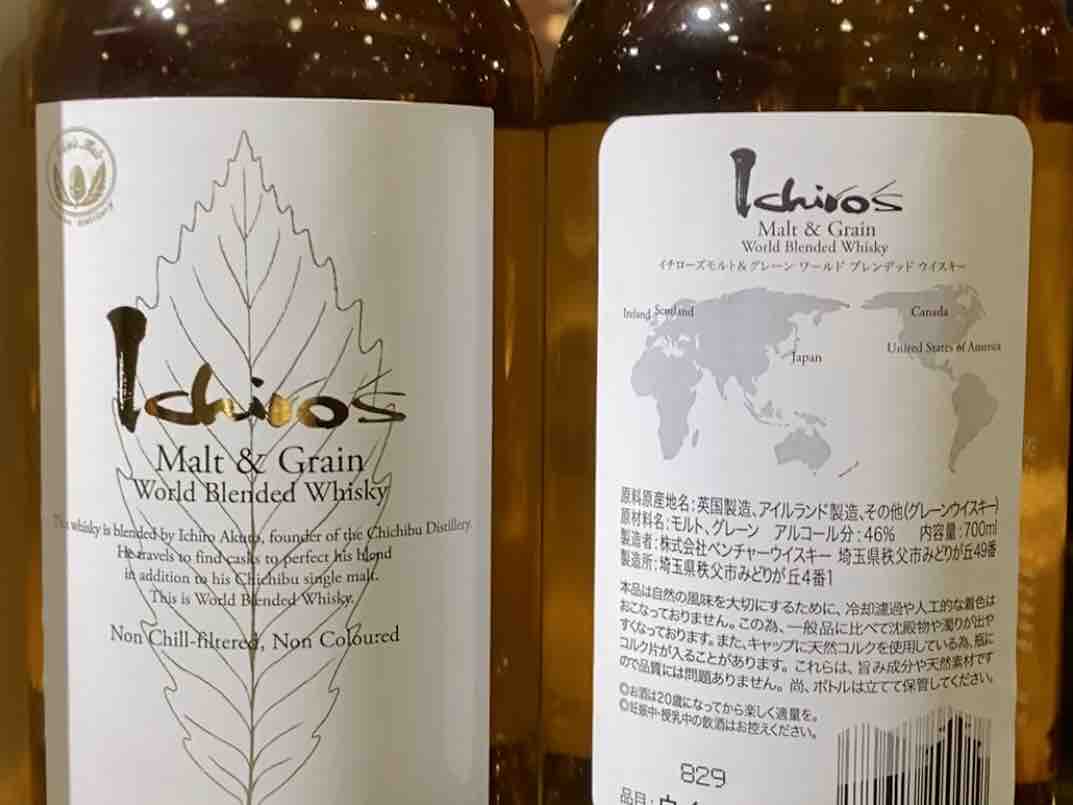 Ichiro's
Malt & Grain
World Blended Whisky
This whisky is blended by Ichiro Akuto, founder of the Chichibu Distillery.
He travels to find casks to perfect his blend
in addition to his Chichibu single malt.
This is World Blended Whisky.
Non Chill-filtered, Non Coloured
Ichiro's
Malt & Grain
World Blended Whisky
イチローズモルト&グレーン ワールド ブレンデッド ウイスキー
Ireland Scotland
Canada
Japan
United States of America
原料原産地名:英国製造、アイルランド製造、その他(グレーンウイスキー)
原材料名:モルト、グレーン アルコール分:46% 内容量:700ml
製造者:株式会社ベンチャーウイスキー 埼玉県秩父市みどりが丘49番
製造所:埼玉県秩父市みどりが丘4番1
本品は自然の風味を大切にするために、冷却濾過や人工的な着色は
おこなっておりません。この為、一般品に比べて沈殿物や濁りが出や
すくなっております。また、キャップに天然コルクを使用している為、瓶に
コルク片が入ることがあります。これらは、旨み成分や天然素材です
ので品質には問題ありません。尚、ボトルは立てて保管してください。
◎お酒は20歳になってから楽しく適量を。
◎妊娠中・授乳中の飲酒はお控えください。
829
品目:ウイ